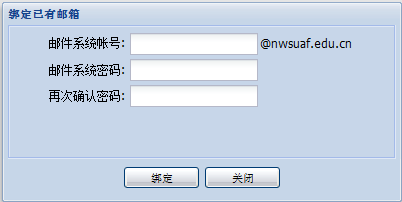 绑定已有邮箱
邮件系统帐号: @nwsuaf.edu.cn
邮件系统密码:
再次确认密码:
绑定 关闭